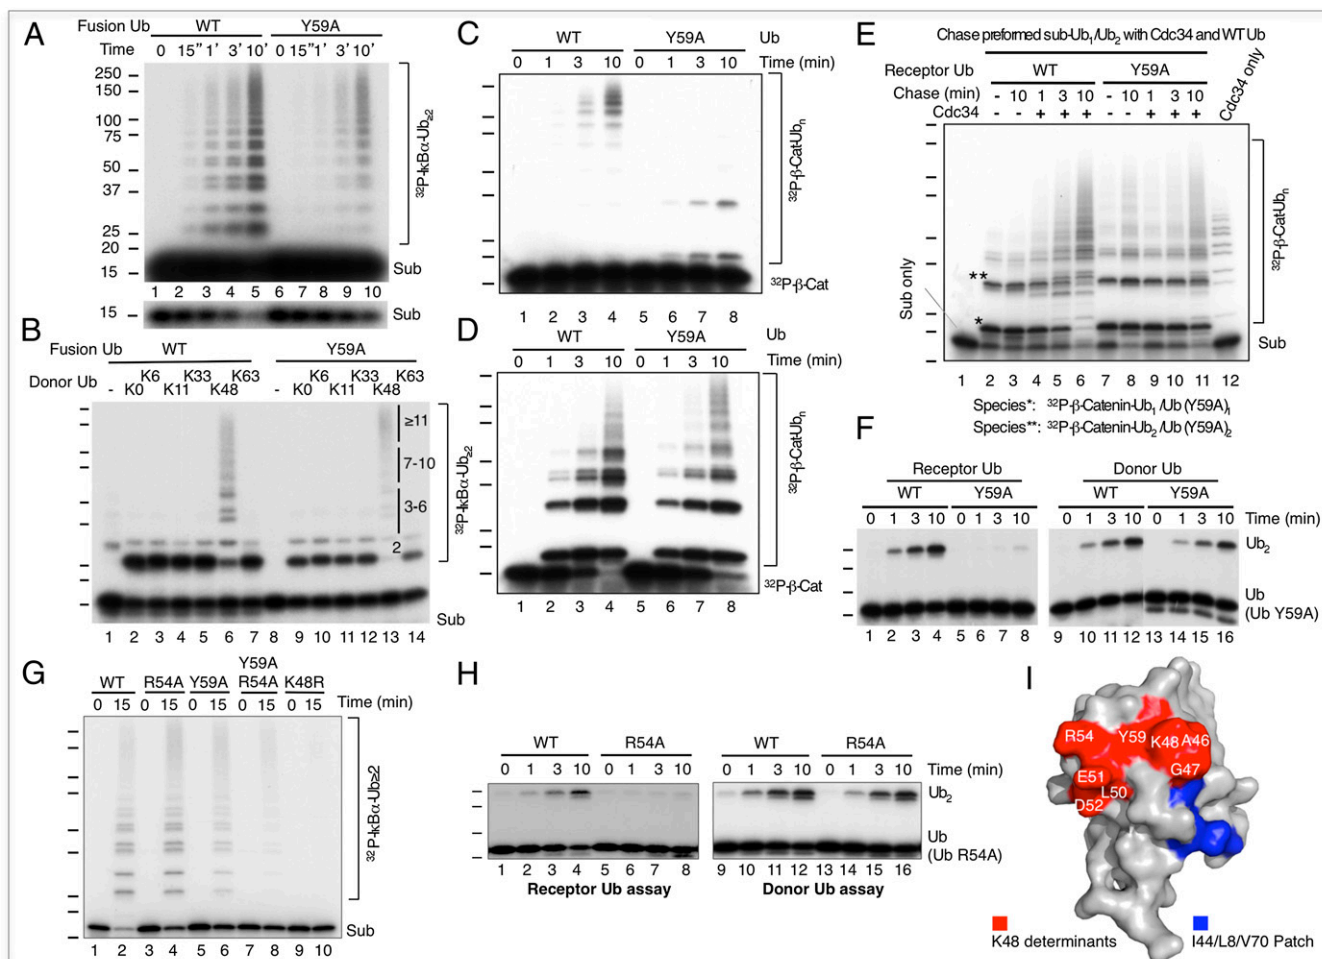 A
Fusion Ub WT Y59A
Time 0 15" 1' 3' 10' 0 15" 1' 3' 10'
250
150
100
75
50
37
25
20
15
32P-IκBα-Ub≥2
Sub
1 2 3 4 5 6 7 8 9 10
15 Sub
B
Fusion Ub WT Y59A
K6 K33 K63 K6 K33 K63
Donor Ub - K0 K11 K48 - K0 K11 K48
≥11
7-10
3-6
2
32P-IκBα-Ub≥2
Sub
1 2 3 4 5 6 7 8 9 10 11 12 13 14
C
WT Y59A Ub
0 1 3 10 0 1 3 10 Time (min)
32P-β-Cat-Ubn
32P-β-Cat
1 2 3 4 5 6 7 8
D
WT Y59A Ub
0 1 3 10 0 1 3 10 Time (min)
32P-β-Cat-Ubn
32P-β-Cat
1 2 3 4 5 6 7 8
E
Chase preformed sub-Ub1/Ub2 with Cdc34 and WT Ub
Receptor Ub WT Y59A
Chase (min) - 10 1 3 10 - 10 1 3 10
Cdc34 - - + + + - - + + +
Cdc34 only
Sub only
**
*
32P-β-Cat-Ubn
Sub
1 2 3 4 5 6 7 8 9 10 11 12
Species*: 32P-β-Catenin-Ub1/Ub(Y59A)1
Species**: 32P-β-Catenin-Ub2/Ub(Y59A)2
F
Receptor Ub Donor Ub
WT Y59A WT Y59A
0 1 3 10 0 1 3 10 0 1 3 10 0 1 3 10 Time (min)
Ub2
Ub
(Ub Y59A)
1 2 3 4 5 6 7 8 9 10 11 12 13 14 15 16
G
Y59A
WT R54A Y59A R54A K48R
0 15 0 15 0 15 0 15 0 15 Time (min)
32P-IκBα-Ub≥2
Sub
1 2 3 4 5 6 7 8 9 10
H
WT R54A WT R54A
0 1 3 10 0 1 3 10 Time (min) 0 1 3 10 0 1 3 10
Ub2
Ub
(Ub R54A)
1 2 3 4 5 6 7 8 9 10 11 12 13 14 15 16
Receptor Ub assay Donor Ub assay
I
R54 Y59 K48 A46
E51 G47
L50
D52
K48 determinants
I44/L8/V70 Patch